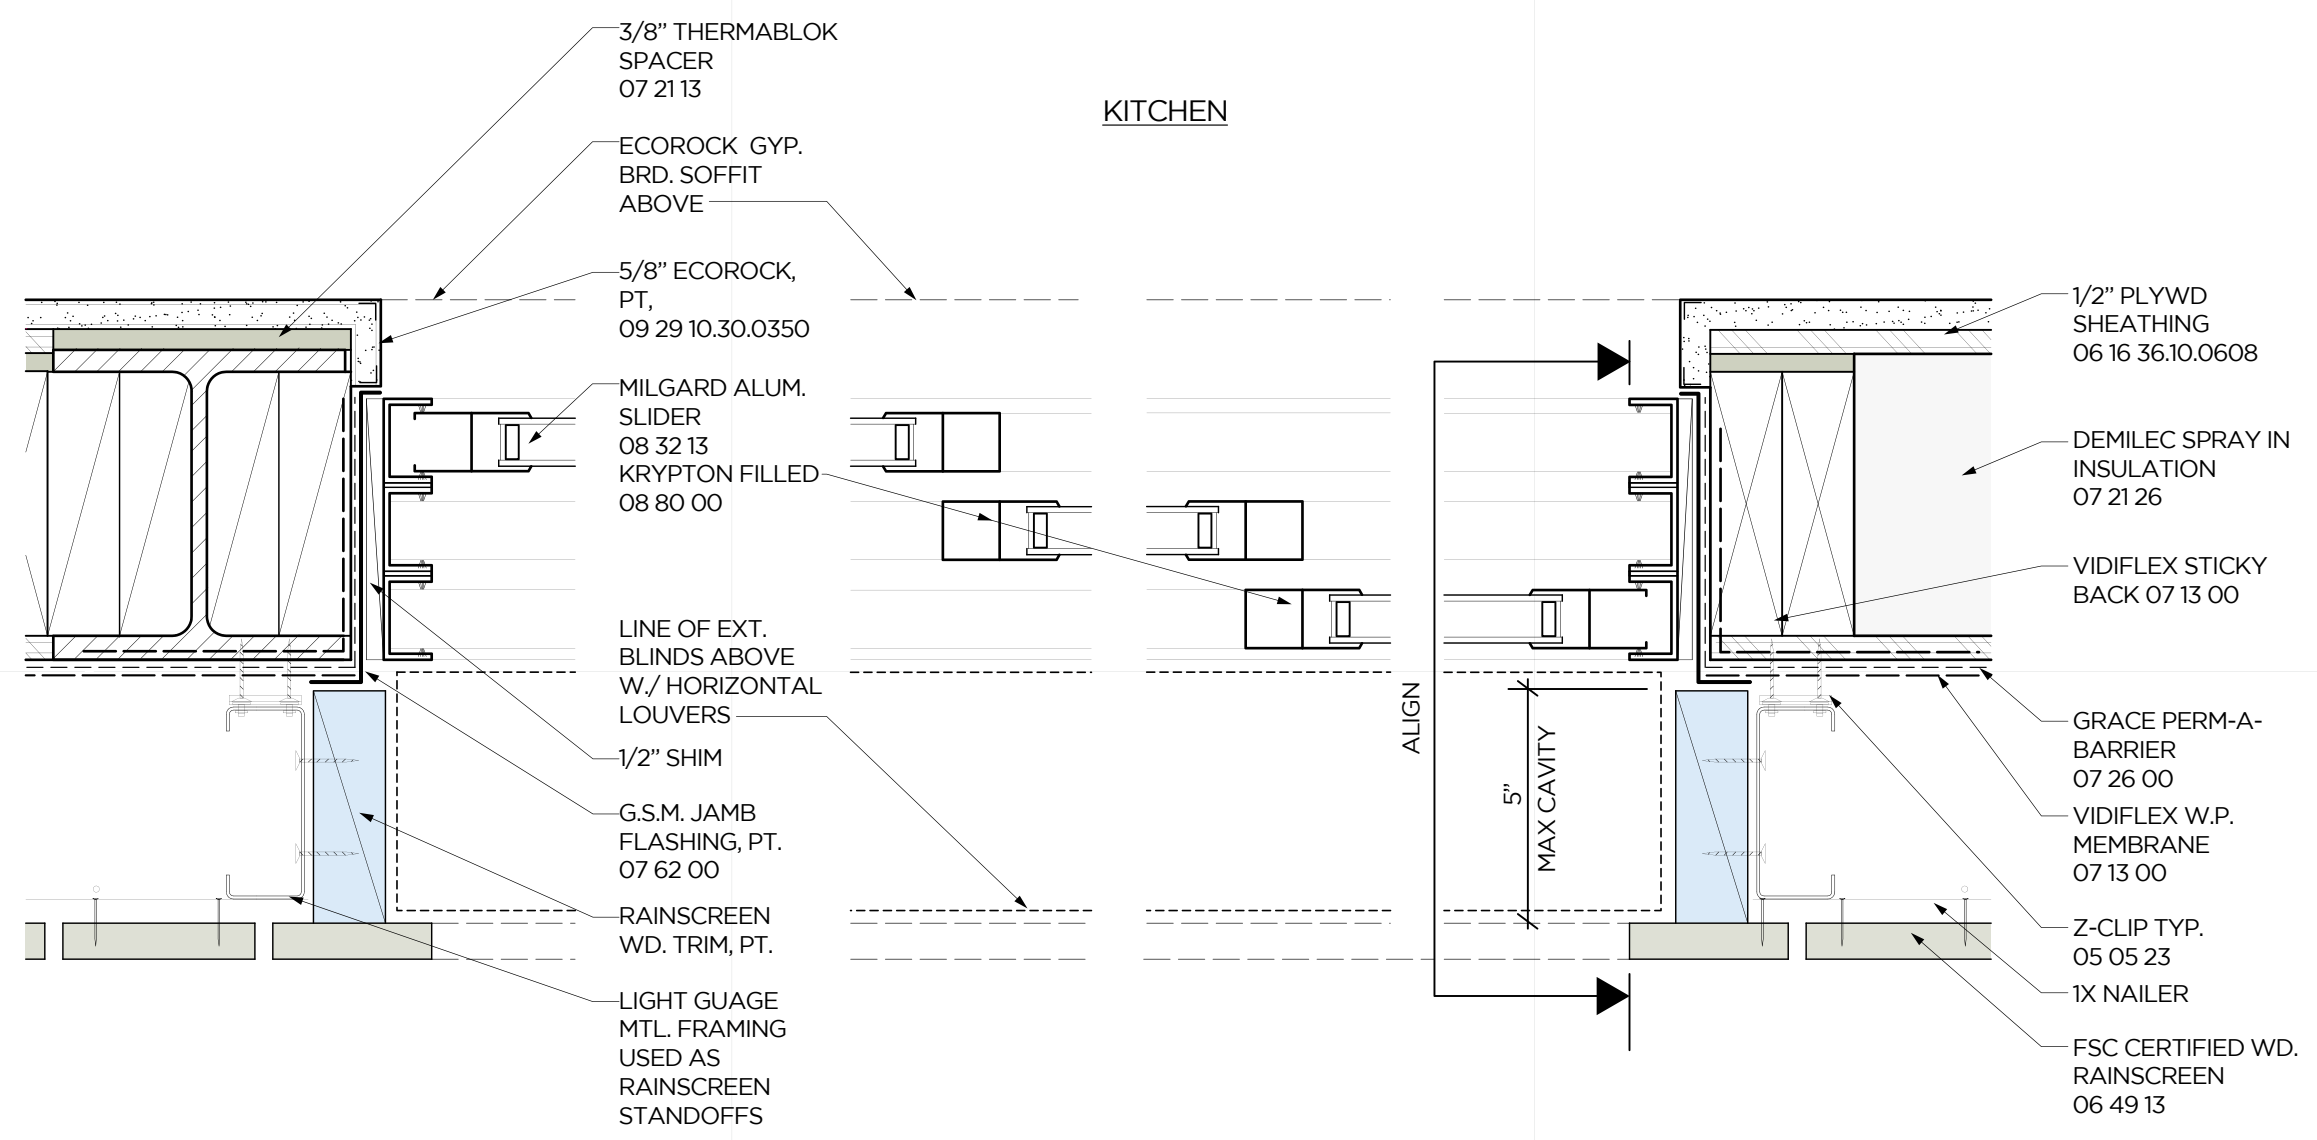 3/8” THERMABLOK
SPACER
07 21 13
KITCHEN
ECOROCK GYP.
BRD. SOFFIT
ABOVE
5/8” ECOROCK,
PT,
09 29 10.30.0350
MILGARD ALUM.
SLIDER
08 32 13
KRYPTON FILLED
08 80 00
LINE OF EXT.
BLINDS ABOVE
W./ HORIZONTAL
LOUVERS
1/2” SHIM
G.S.M. JAMB
FLASHING, PT.
07 62 00
RAINSCREEN
WD. TRIM, PT.
LIGHT GUAGE
MTL. FRAMING
USED AS
RAINSCREEN
STANDOFFS
ALIGN
5”
MAX CAVITY
1/2” PLYWD
SHEATHING
06 16 36.10.0608
DEMILEC SPRAY IN
INSULATION
07 21 26
VIDIFLEX STICKY
BACK 07 13 00
GRACE PERM-A-
BARRIER
07 26 00
VIDIFLEX W.P.
MEMBRANE
07 13 00
Z-CLIP TYP.
05 05 23
1X NAILER
FSC CERTIFIED WD.
RAINSCREEN
06 49 13